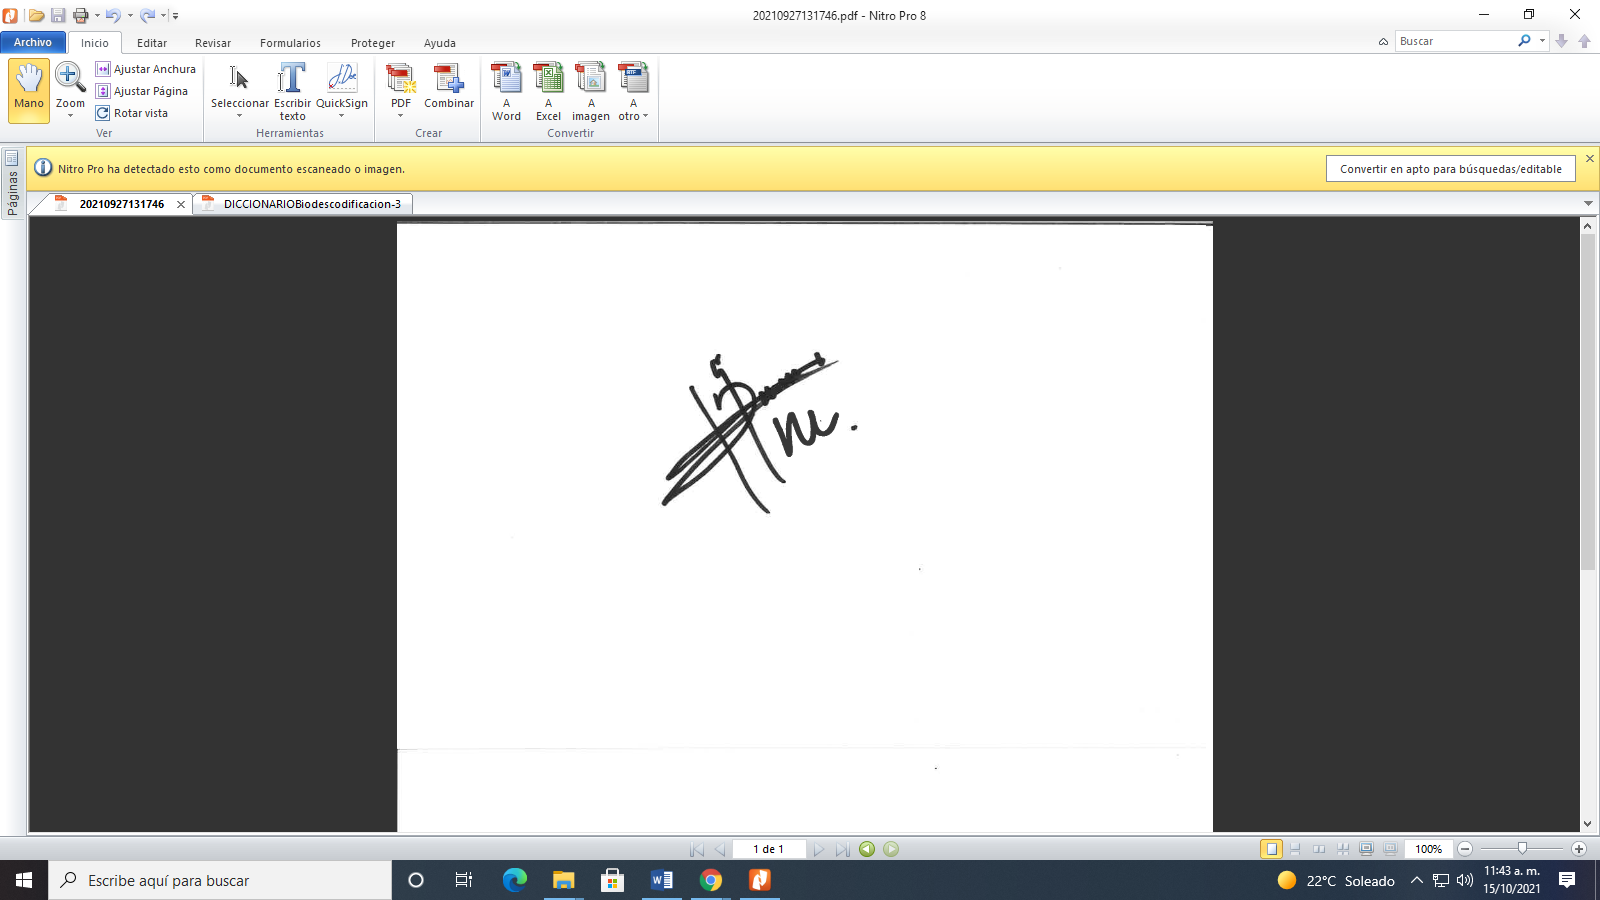 20210927131746.pdf - Nitro Pro 8
Archivo Inicio Editar Revisar Formularios Proteger Ayuda Buscar
Mano Zoom Ajustar Anchura Ajustar Página Rotar vista Seleccionar Escribir texto QuickSign PDF Combinar A Word A Excel A imagen A otro
Ver Herramientas Crear Convertir
Nitro Pro ha detectado esto como documento escaneado o imagen. Convertir en apto para búsquedas/editable
Páginas
20210927131746 DICCIONARIOBiodescodificacion-3
1 de 1 100%
Escribe aquí para buscar 22°C Soleado 11:43 a. m.
15/10/2021